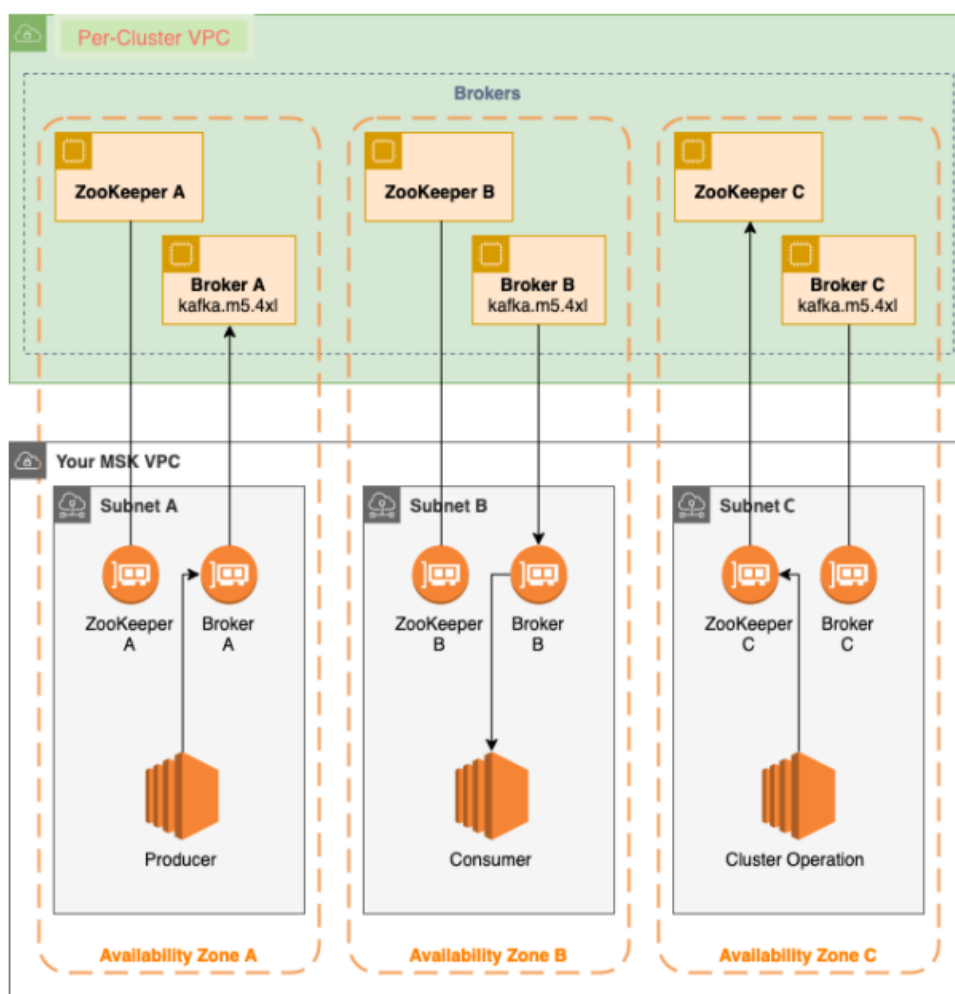 Per-Cluster VPC
Brokers
ZooKeeper A
Broker A
kafka.m5.4xl
ZooKeeper B
Broker B
kafka.m5.4xl
ZooKeeper C
Broker C
kafka.m5.4xl
Your MSK VPC
Subnet A
ZooKeeper
A
Broker
A
Producer
Availability Zone A
Subnet B
ZooKeeper
B
Broker
B
Consumer
Availability Zone B
Subnet C
ZooKeeper
C
Broker
C
Cluster Operation
Availability Zone C